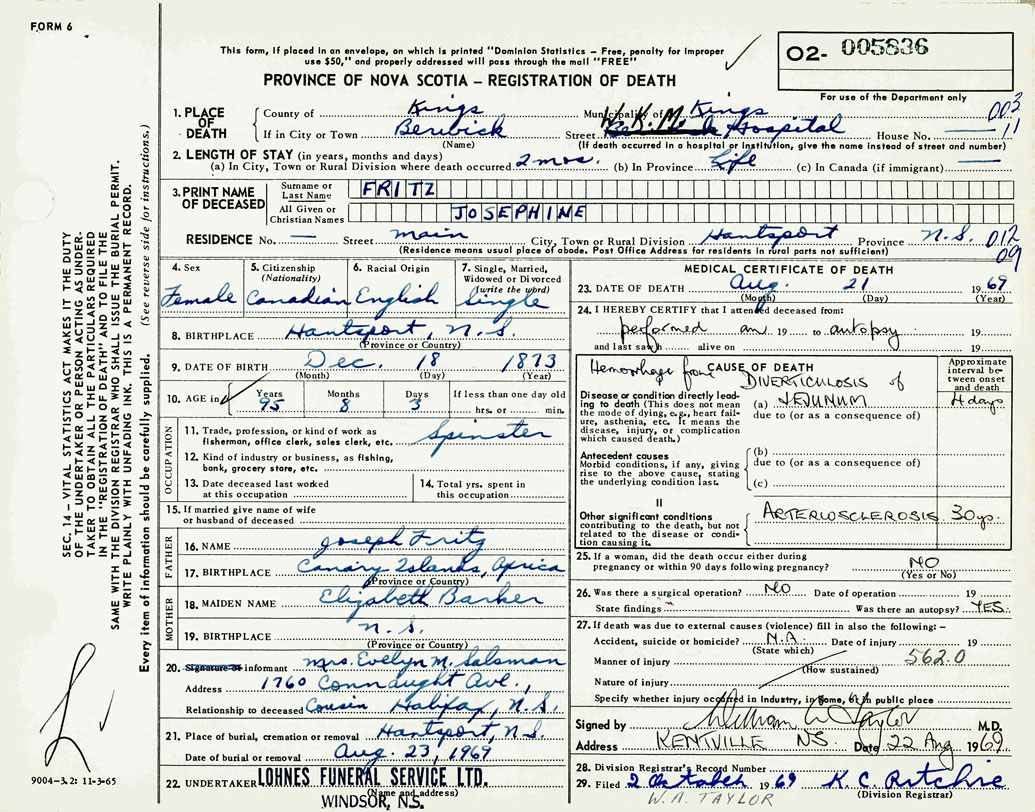 FORM 6
This form, if placed in an envelope, on which is printed "Dominion Statistics – Free, penalty for improper
use $50," and properly addressed will pass through the mail "FREE"
PROVINCE OF NOVA SCOTIA – REGISTRATION OF DEATH
O2- 005836
For use of the Department only
003
11
1. PLACE OF DEATH
County of Kings Municipality of Kings
If in City or Town Berwick Street W. K. M. Hospital House No. —
(Name) (If death occurred in a hospital or institution, give the name instead of street and number)
2. LENGTH OF STAY (in years, months and days)
(a) In City, Town or Rural Division where death occurred 2 mos. (b) In Province Life (c) In Canada (if immigrant) —
3. PRINT NAME OF DECEASED
Surname or Last Name FRITZ
All Given or Christian Names JOSEPHINE
RESIDENCE No. — Street Main City, Town or Rural Division Hantsport Province N.S. 012
09
(Residence means usual place of abode. Post Office Address for residents in rural parts not sufficient)
4. Sex
Female
5. Citizenship
(Nationality)
Canadian
6. Racial Origin
English
7. Single, Married,
Widowed or Divorced
(write the word)
Single
8. BIRTHPLACE Hantsport, N.S.
(Province or Country)
9. DATE OF BIRTH Dec. 18 1873
(Month) (Day) (Year)
10. AGE in Years Months Days If less than one day old
95 8 3 hrs. or min.
OCCUPATION
11. Trade, profession, or kind of work as
fisherman, office clerk, sales clerk, etc. Spinster
12. Kind of industry or business, as fishing,
bank, grocery store, etc.
13. Date deceased last worked
at this occupation
14. Total yrs. spent in
this occupation
15. If married give name of wife
or husband of deceased
FATHER
16. NAME Joseph Fritz
17. BIRTHPLACE Canary Islands, Africa
(Province or Country)
MOTHER
18. MAIDEN NAME Elizabeth Barker
19. BIRTHPLACE N.S.
(Province or Country)
20. Signature of informant Mrs. Evelyn M. Salsman
Address 1760 Connaught Ave.,
Relationship to deceased Cousin Halifax, N.S.
21. Place of burial, cremation or removal Hantsport, N.S.
Date of burial or removal Aug. 23, 1969
22. UNDERTAKER LOHNES FUNERAL SERVICE LTD.
(Name and address)
WINDSOR, N.S.
MEDICAL CERTIFICATE OF DEATH
23. DATE OF DEATH Aug. 21 1969
(Month) (Day) (Year)
24. I HEREBY CERTIFY that I attended deceased from:
performed an 19 to autopsy
and last saw h alive on 19
CAUSE OF DEATH
Approximate interval between onset and death
Hemorrhage from DIVERTICULOSIS of
Disease or condition directly leading to death (This does not mean the mode of dying, e.g., heart failure, asthenia, etc. It means the disease, injury, or complication which caused death.)
(a) JEJUNUM 4 days
due to (or as a consequence of)
Antecedent causes
Morbid conditions, if any, giving rise to the above cause, stating the underlying condition last.
(b)
due to (or as a consequence of)
(c)
II
Other significant conditions
contributing to the death, but not related to the disease or condition causing it.
ARTERIOSCLEROSIS 30 yrs.
25. If a woman, did the death occur either during
pregnancy or within 90 days following pregnancy? NO
(Yes or No)
26. Was there a surgical operation? NO Date of operation 19
State findings Was there an autopsy? YES.
27. If death was due to external causes (violence) fill in also the following:–
Accident, suicide or homicide? N.A. Date of injury 19
(State which)
Manner of injury 562.0
(How sustained)
Nature of injury
Specify whether injury occurred in Industry, in home, or in public place
Signed by William A Taylor M.D.
Address KENTVILLE NS. Date 22 Aug 1969
28. Division Registrar's Record Number
29. Filed 2 October 1969 K. C. Ritchie
(Division Registrar)
W. A. TAYLOR
SEC. 14 – VITAL STATISTICS ACT MAKES IT THE DUTY
OF THE UNDERTAKER OR PERSON ACTING AS UNDER-
TAKER TO OBTAIN ALL THE PARTICULARS REQUIRED
IN THE "REGISTRATION OF DEATH" AND TO FILE THE
SAME WITH THE DIVISION REGISTRAR WHO SHALL ISSUE THE BURIAL PERMIT.
WRITE PLAINLY WITH UNFADING INK. THIS IS A PERMANENT RECORD.
Every item of information should be carefully supplied. (See reverse side for instructions.)
9004-3.2: 11-3-65